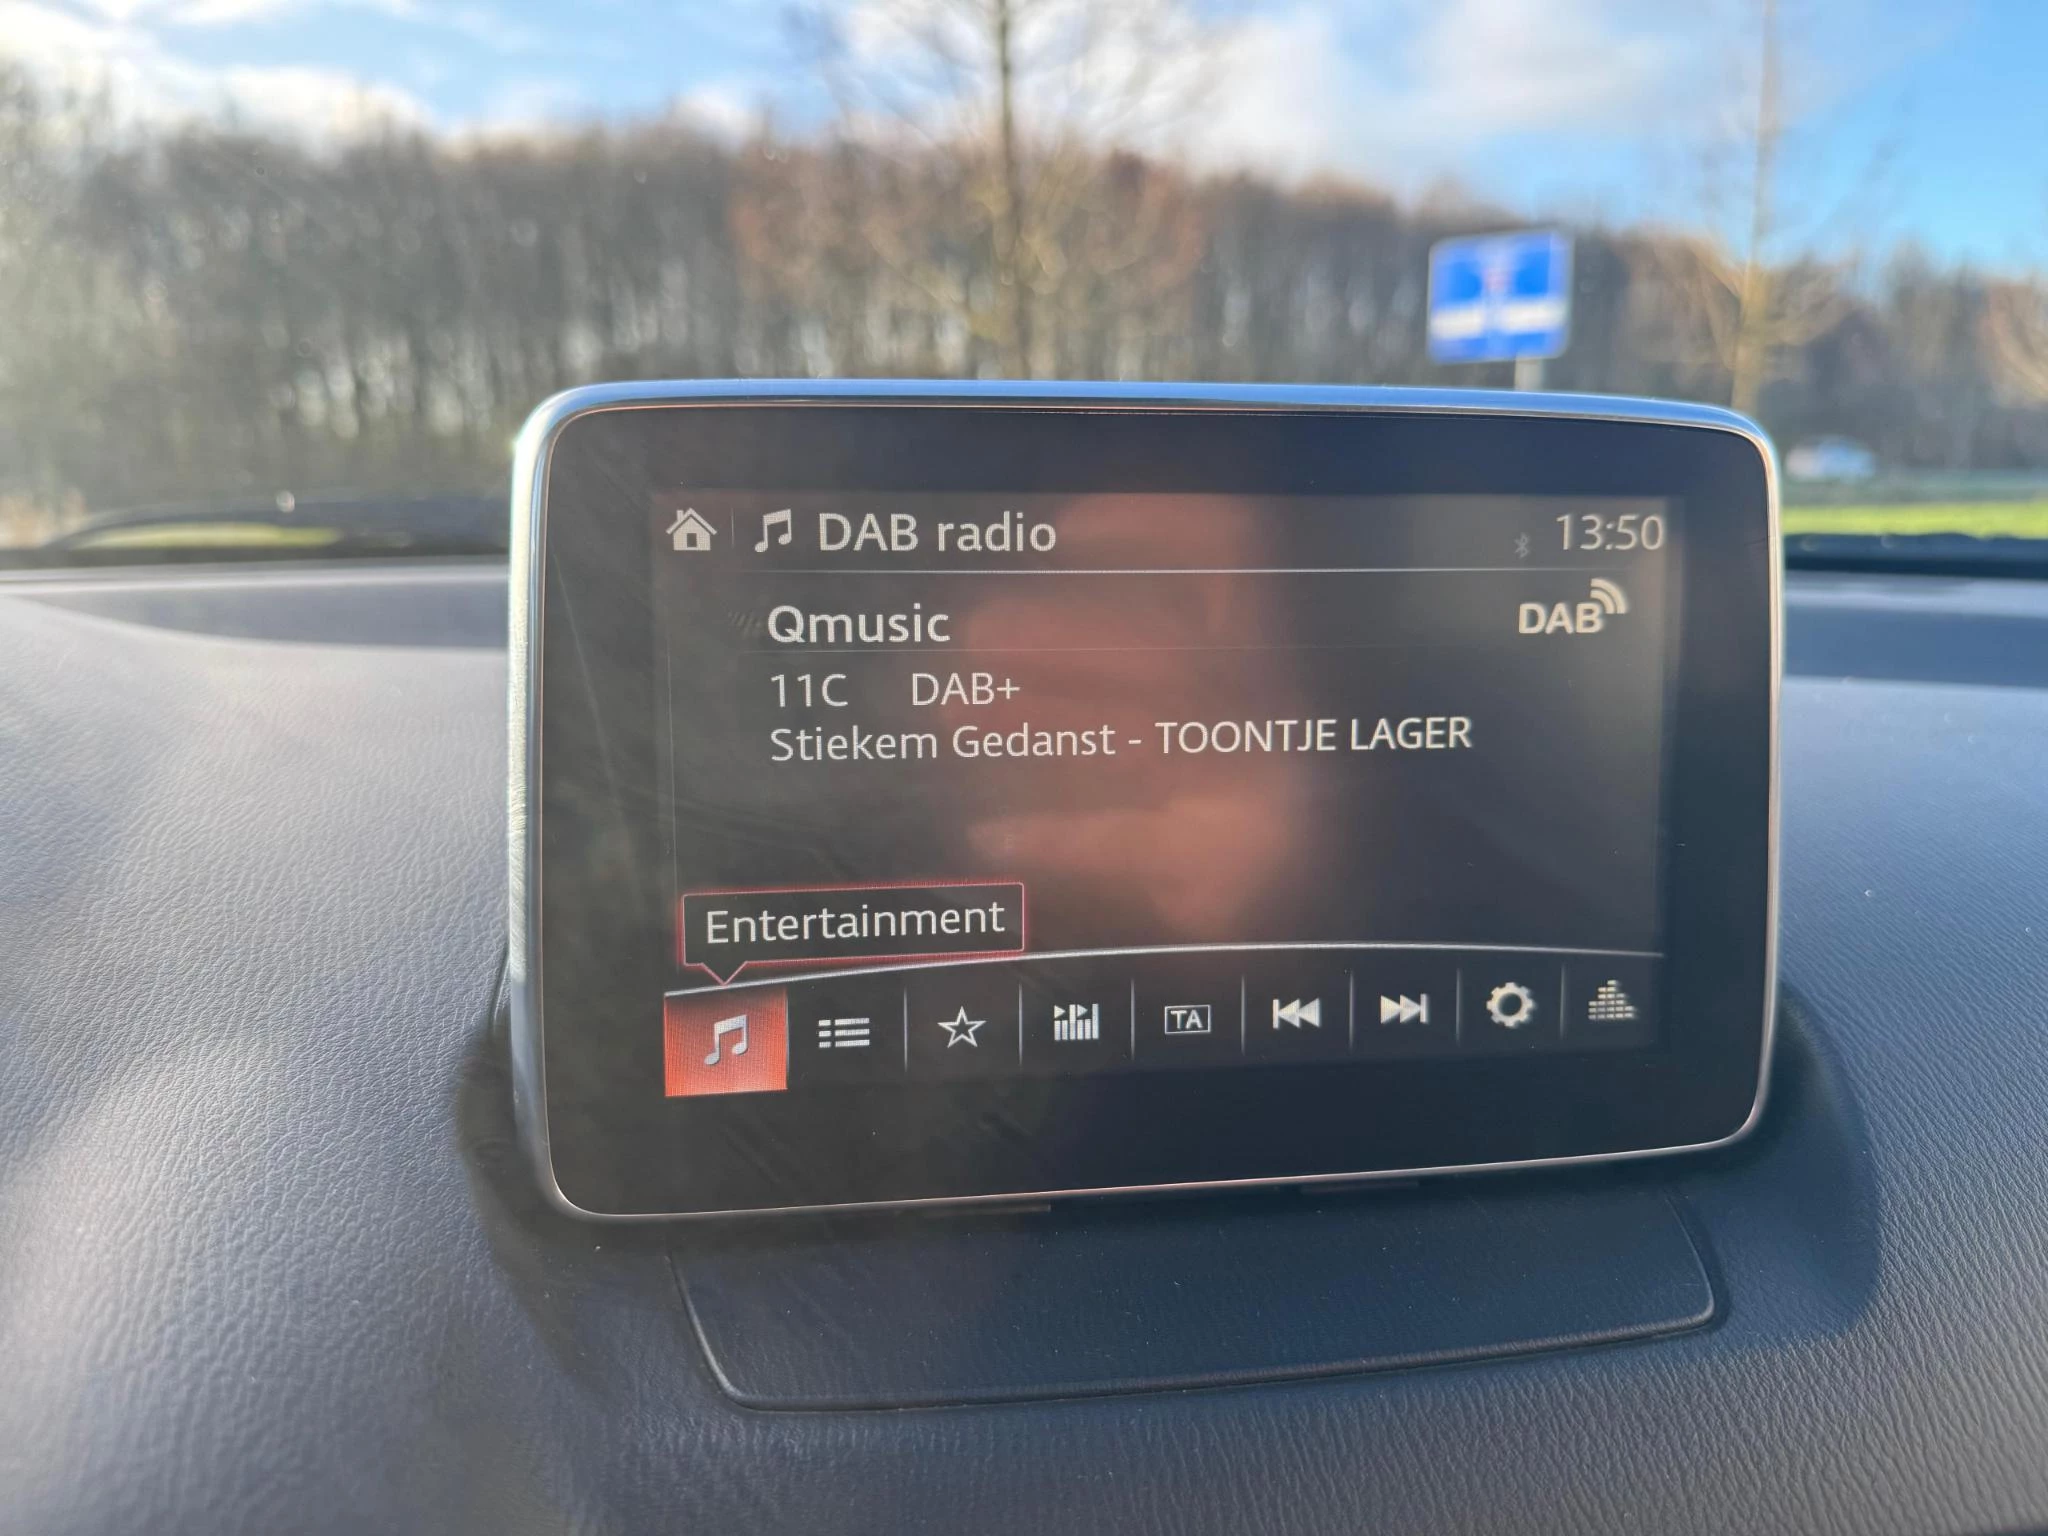 DAB radio 13:50
Qmusic DAB
11C DAB+
Stiekem Gedanst - TOONTJE LAGER
Entertainment
TA